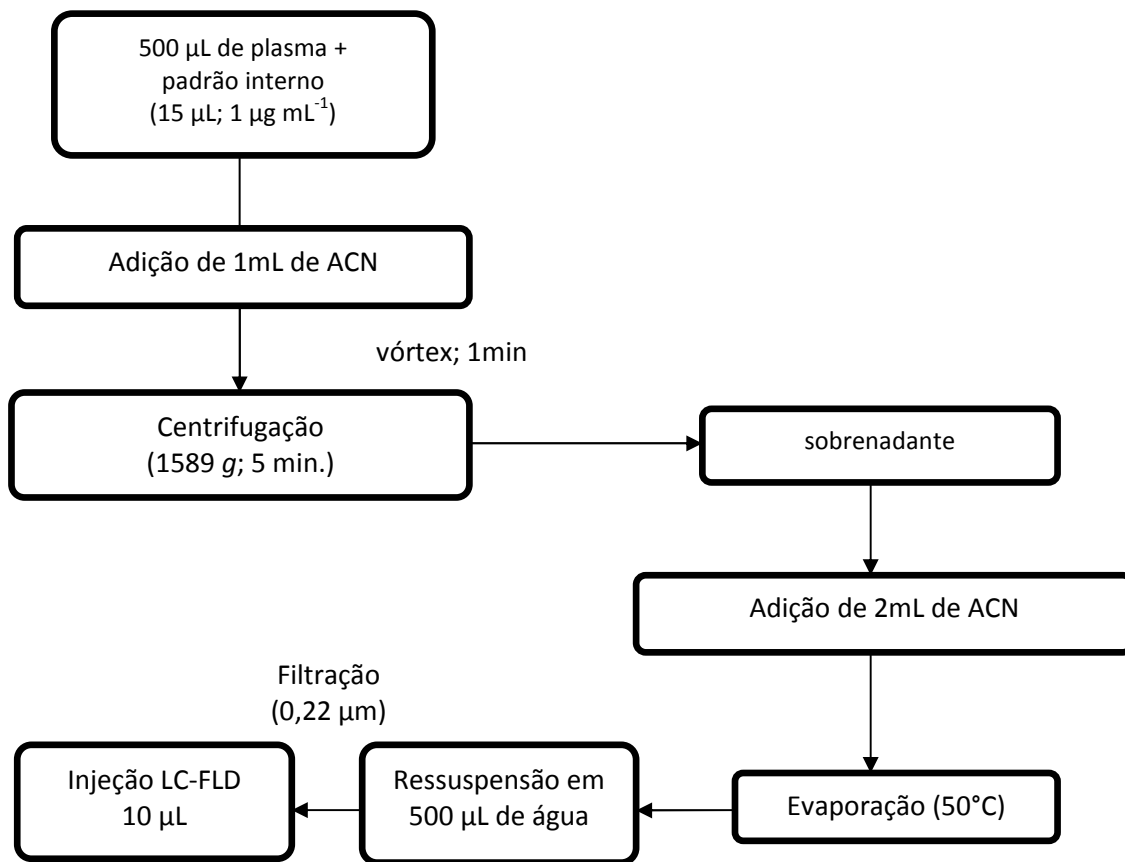 500 µL de plasma +
padrão interno
(15 µL; 1 µg mL⁻¹)
Adição de 1mL de ACN
vórtex; 1min
Centrifugação
(1589 g; 5 min.)
sobrenadante
Adição de 2mL de ACN
Evaporação (50°C)
Ressuspensão em
500 µL de água
Filtração
(0,22 µm)
Injeção LC-FLD
10 µL